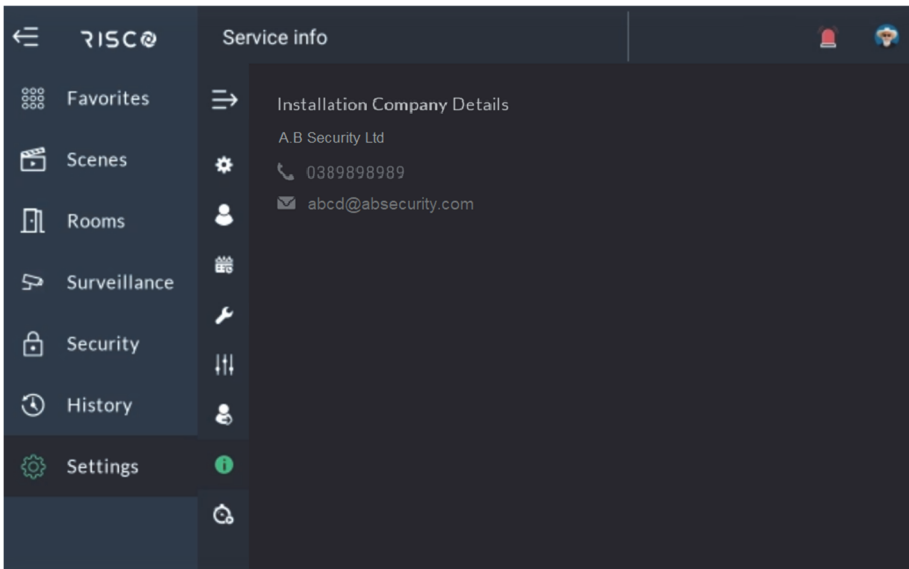 RISCO
Service info
Favorites
Scenes
Rooms
Surveillance
Security
History
Settings
Installation Company Details
A.B Security Ltd
0389898989
abcd@absecurity.com